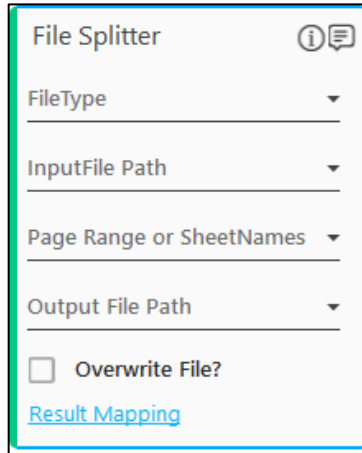 File Splitter
FileType
InputFile Path
Page Range or SheetNames
Output File Path
Overwrite File?
Result Mapping